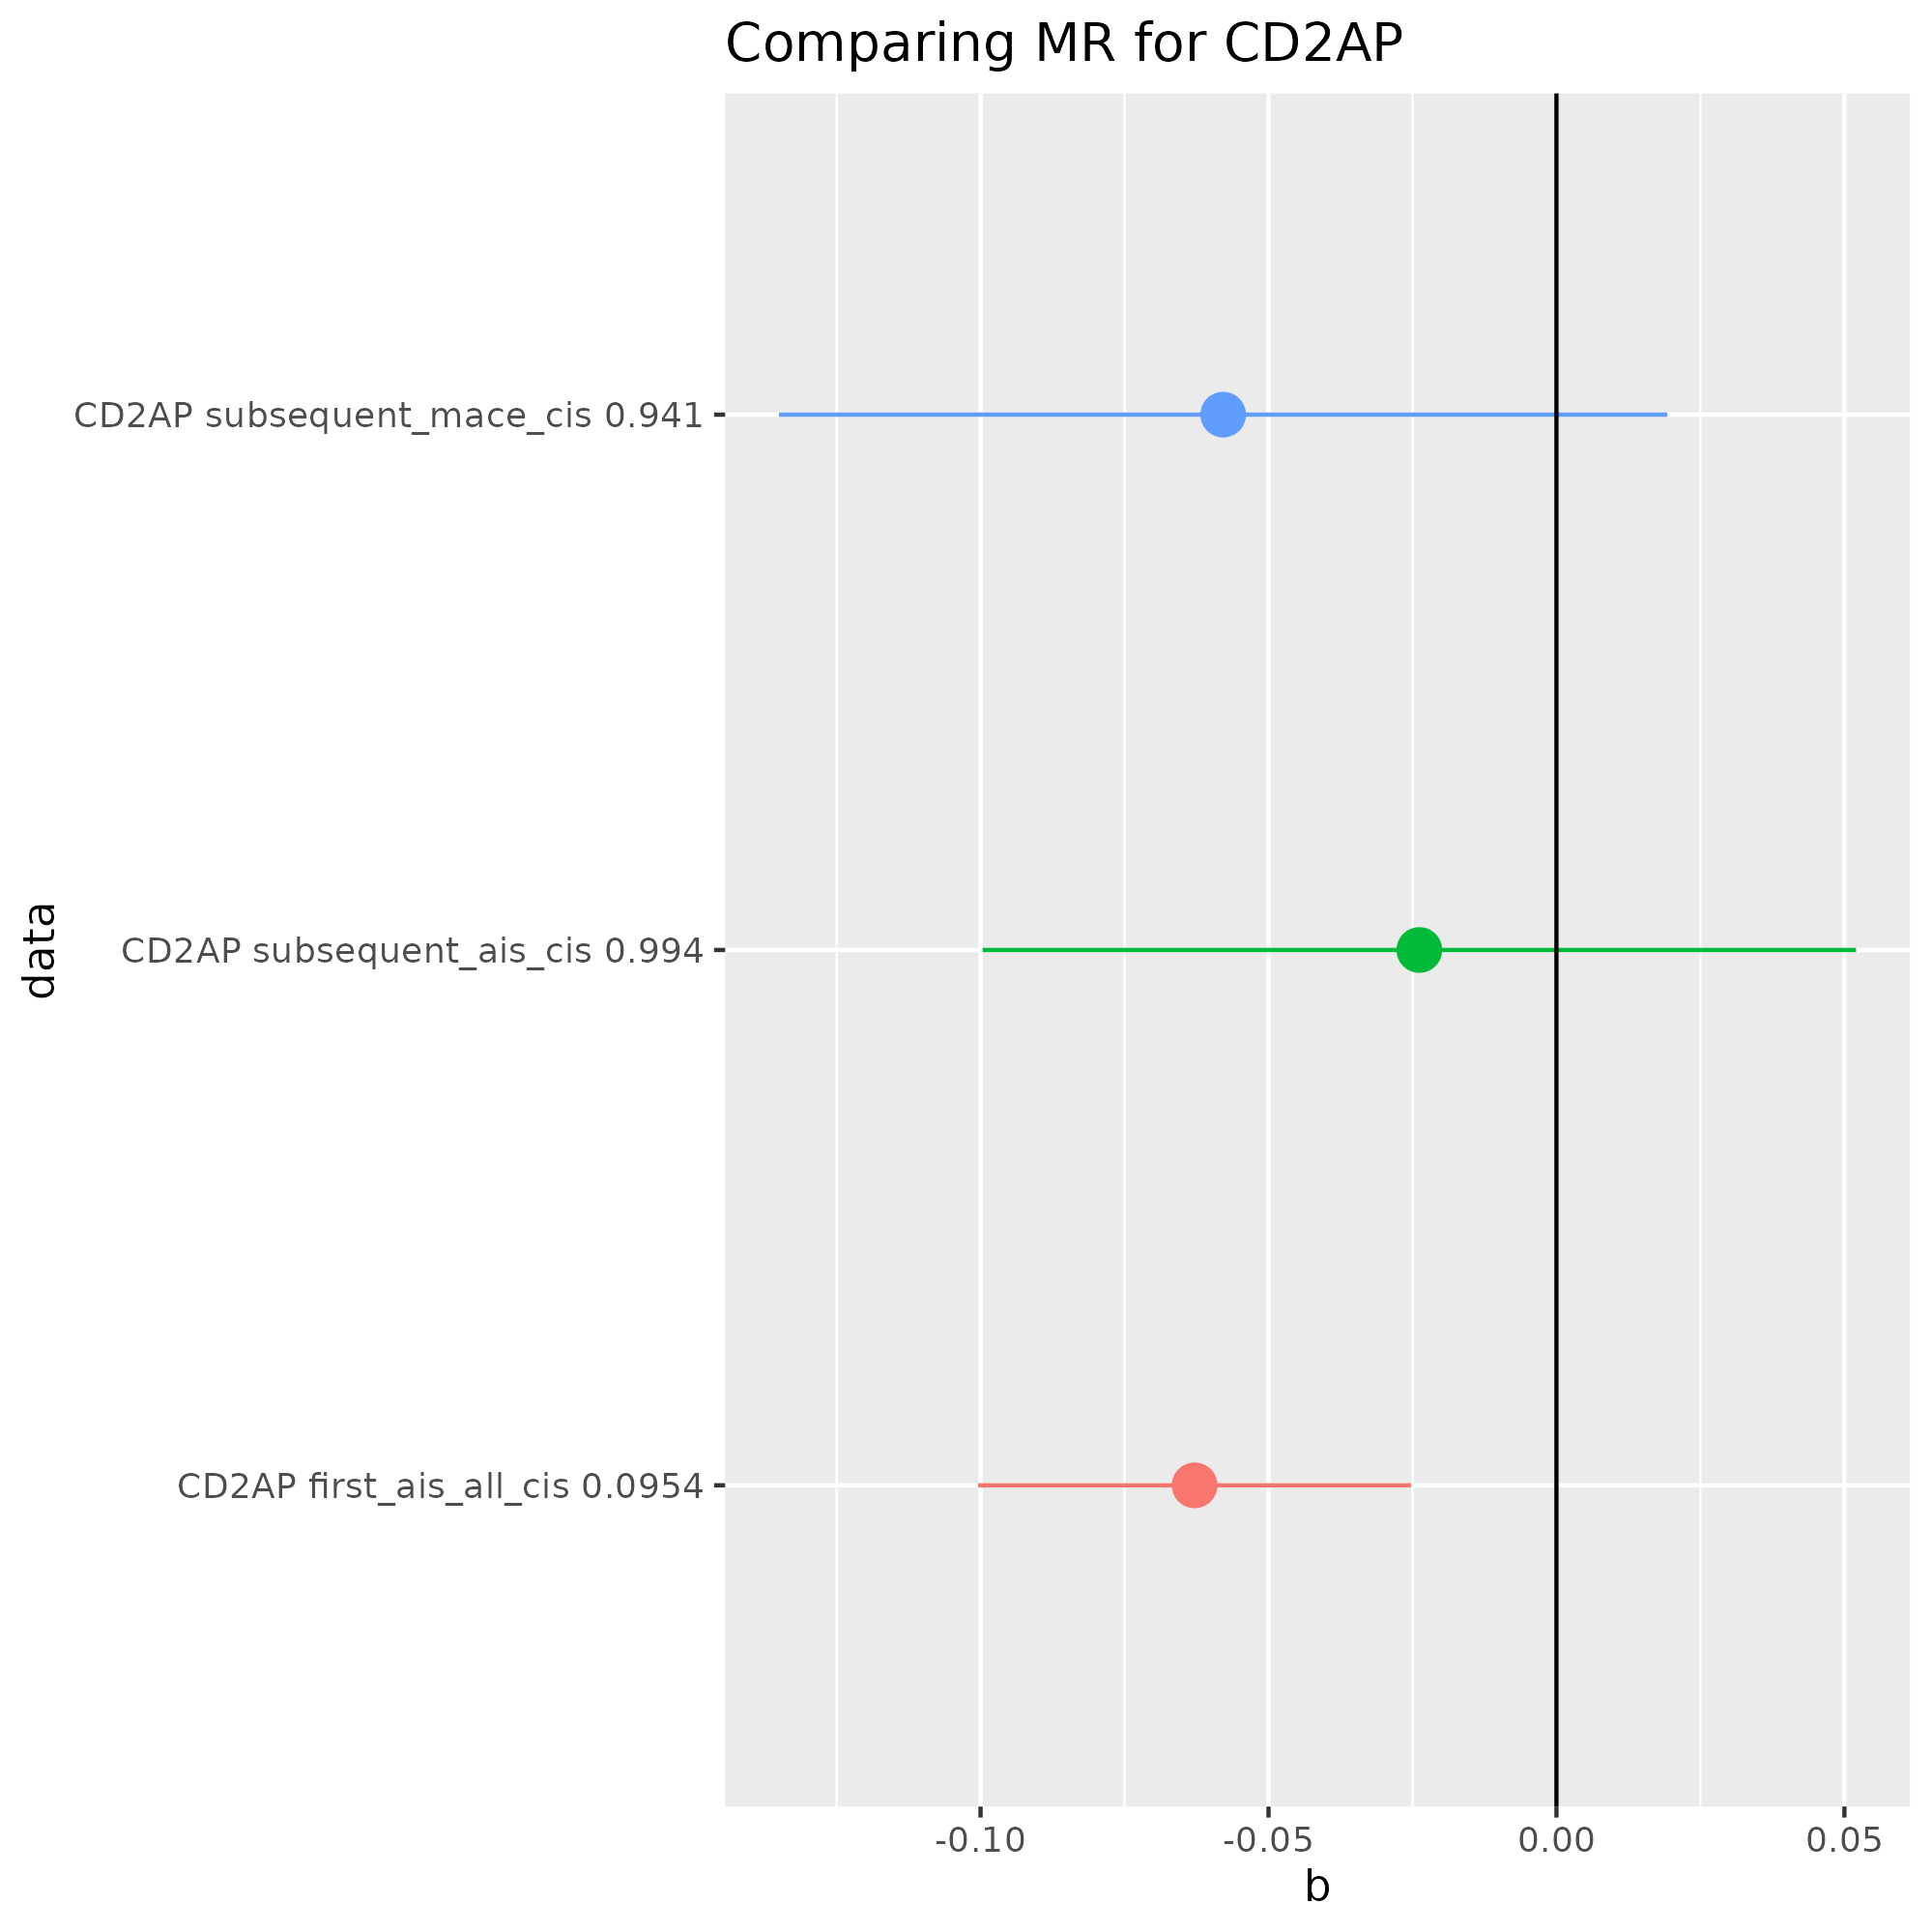 Comparing MR for CD2AP
CD2AP subsequent_mace_cis 0.941
CD2AP subsequent_ais_cis 0.994
CD2AP first_ais_all_cis 0.0954
data
-0.10 -0.05 0.00 0.05
b